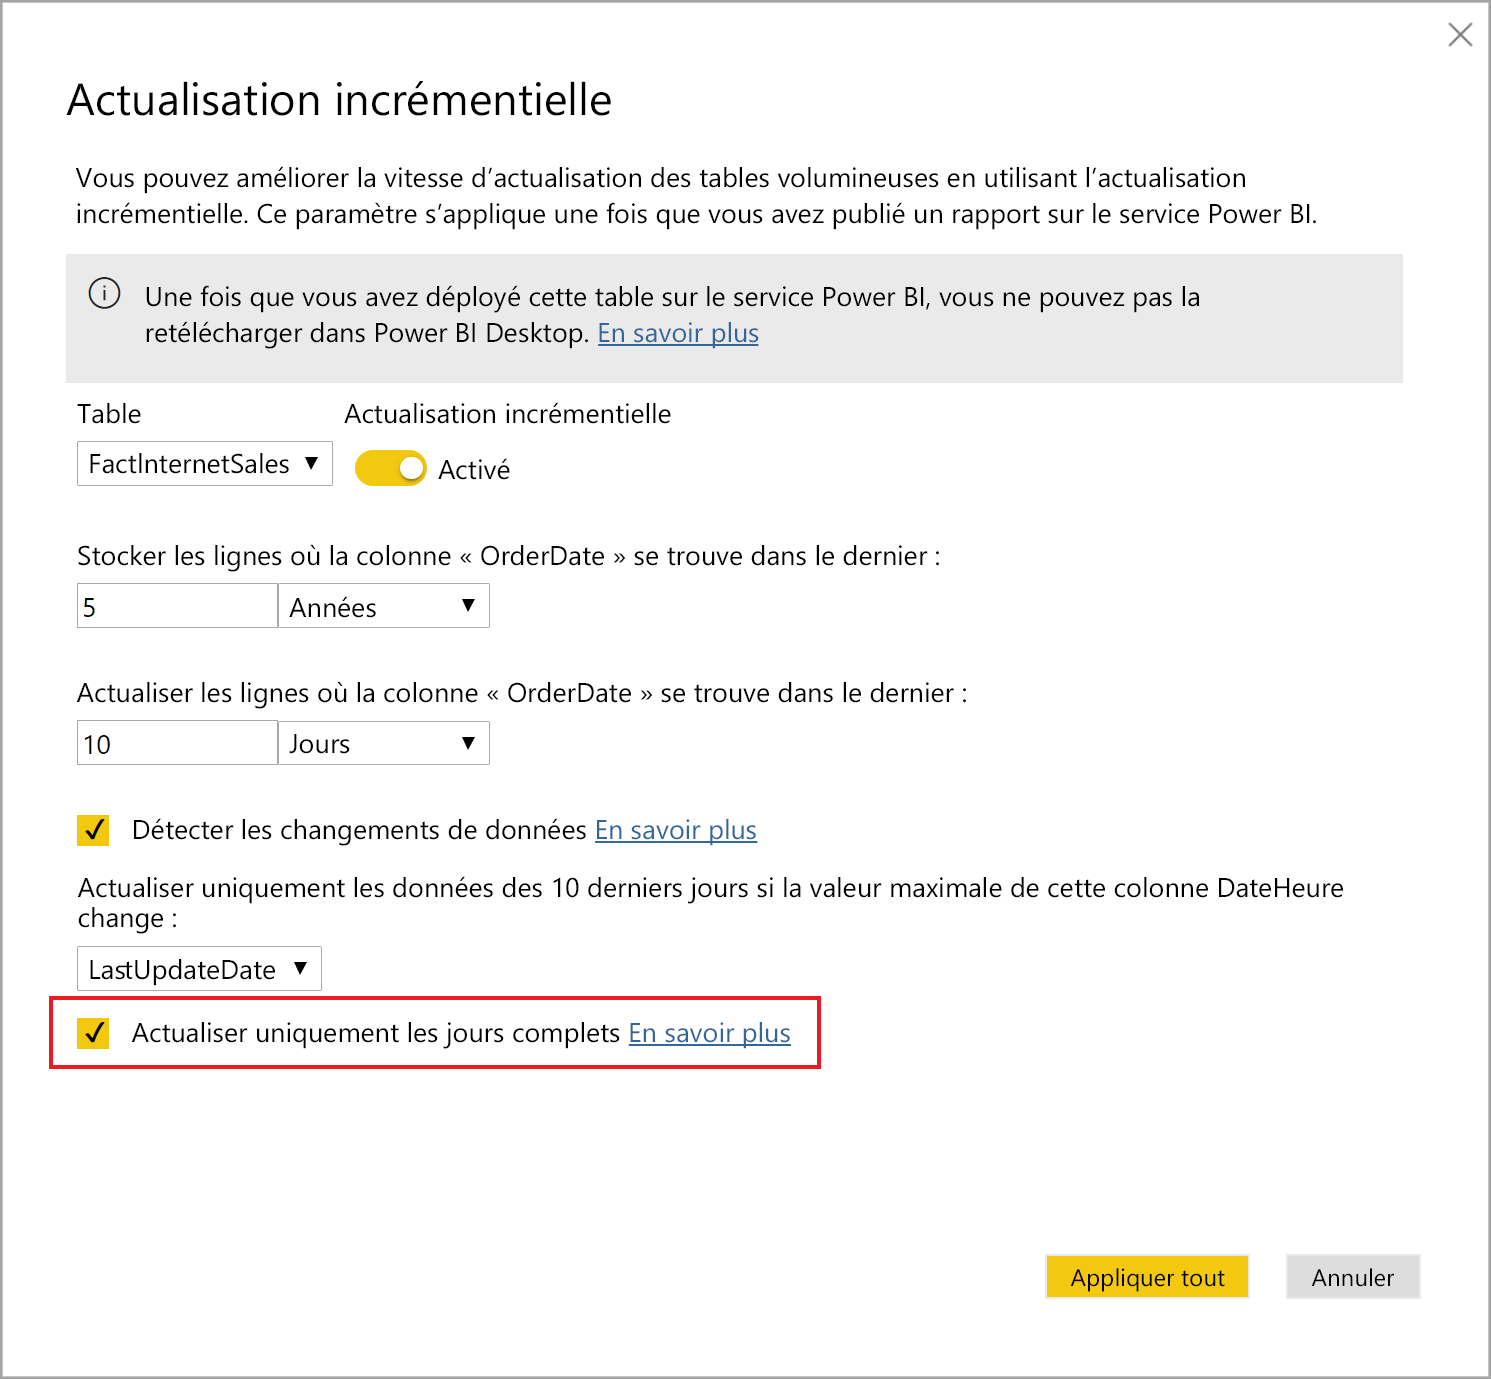 Actualisation incrémentielle
Vous pouvez améliorer la vitesse d’actualisation des tables volumineuses en utilisant l’actualisation
incrémentielle. Ce paramètre s’applique une fois que vous avez publié un rapport sur le service Power BI.
Une fois que vous avez déployé cette table sur le service Power BI, vous ne pouvez pas la
retélécharger dans Power BI Desktop. En savoir plus
Table Actualisation incrémentielle
FactInternetSales Activé
Stocker les lignes où la colonne « OrderDate » se trouve dans le dernier :
5 Années
Actualiser les lignes où la colonne « OrderDate » se trouve dans le dernier :
10 Jours
Détecter les changements de données En savoir plus
Actualiser uniquement les données des 10 derniers jours si la valeur maximale de cette colonne DateHeure
change :
LastUpdateDate
Actualiser uniquement les jours complets En savoir plus
Appliquer tout Annuler